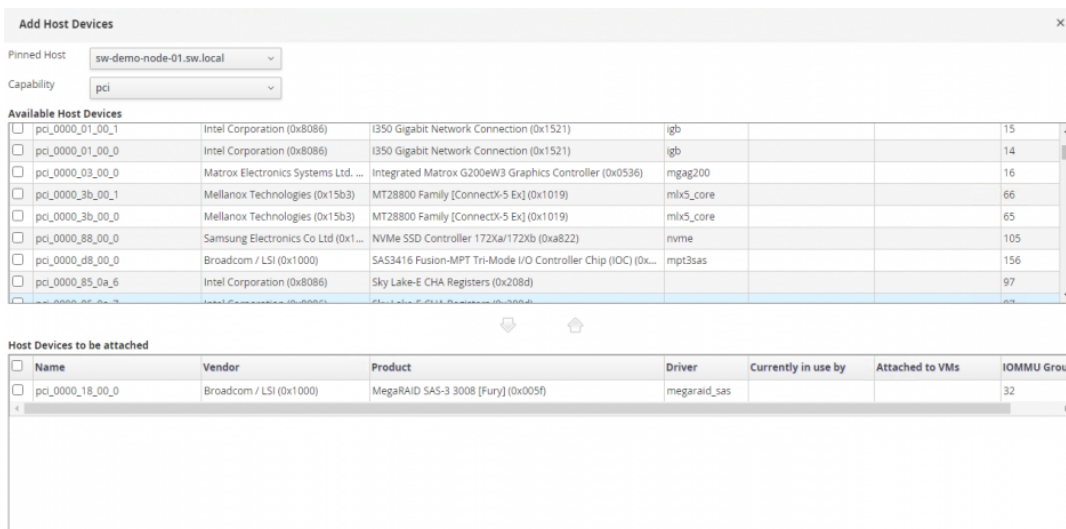 Add Host Devices ×
Pinned Host sw-demo-node-01.sw.local
Capability pci
Available Host Devices
pci_0000_01_00_1 Intel Corporation (0x8086) I350 Gigabit Network Connection (0x1521) igb 15
pci_0000_01_00_0 Intel Corporation (0x8086) I350 Gigabit Network Connection (0x1521) igb 14
pci_0000_03_00_0 Matrox Electronics Systems Ltd. ... Integrated Matrox G200eW3 Graphics Controller (0x0536) mgag200 16
pci_0000_3b_00_1 Mellanox Technologies (0x15b3) MT28800 Family [ConnectX-5 Ex] (0x1019) mlx5_core 66
pci_0000_3b_00_0 Mellanox Technologies (0x15b3) MT28800 Family [ConnectX-5 Ex] (0x1019) mlx5_core 65
pci_0000_88_00_0 Samsung Electronics Co Ltd (0x1... NVMe SSD Controller 172Xa/172Xb (0xa822) nvme 105
pci_0000_d8_00_0 Broadcom / LSI (0x1000) SAS3416 Fusion-MPT Tri-Mode I/O Controller Chip (IOC) (0x... mpt3sas 156
pci_0000_85_0a_6 Intel Corporation (0x8086) Sky Lake-E CHA Registers (0x208d) 97
Host Devices to be attached
Name Vendor Product Driver Currently in use by Attached to VMs IOMMU Grou
pci_0000_18_00_0 Broadcom / LSI (0x1000) MegaRAID SAS-3 3008 [Fury] (0x005f) megaraid_sas 32